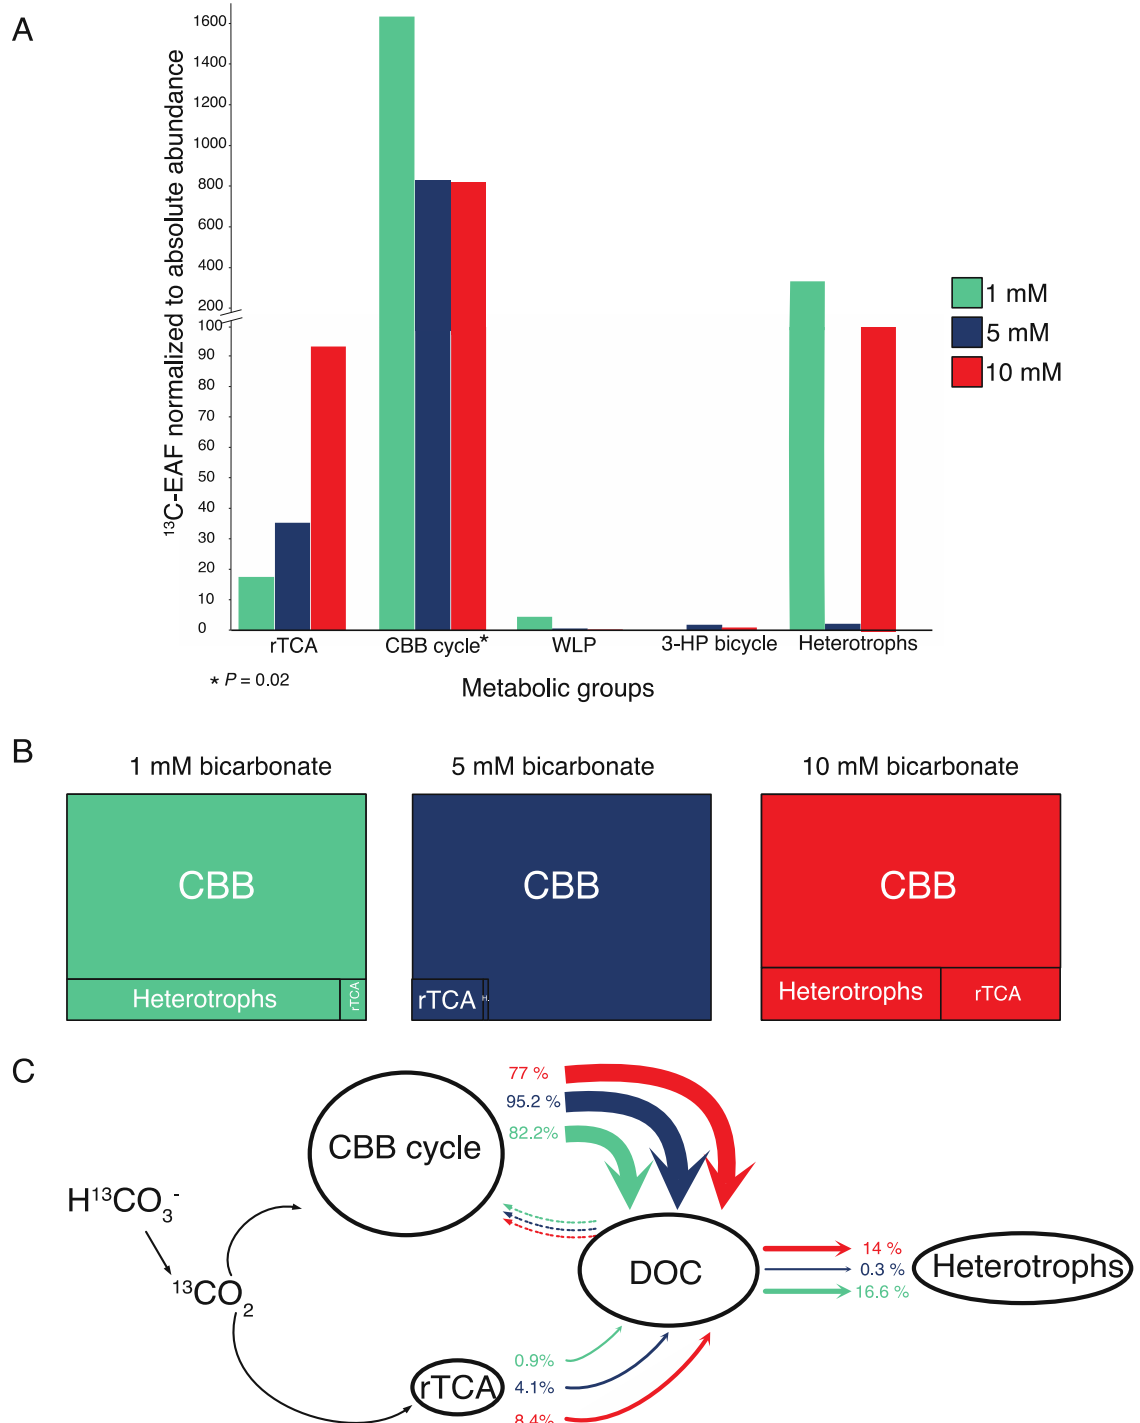 A
¹³C-EAF normalized to absolute abundance
1600
1400
1200
1000
800
600
400
200
100
90
80
70
60
50
40
30
20
10
0
rTCA
CBB cycle*
WLP
3-HP bicycle
Heterotrophs
* P = 0.02
Metabolic groups
1 mM
5 mM
10 mM
B
1 mM bicarbonate
5 mM bicarbonate
10 mM bicarbonate
CBB
Heterotrophs
rTCA
CBB
rTCA
H.
CBB
Heterotrophs
rTCA
C
77 %
95.2 %
82.2%
CBB cycle
H¹³CO₃⁻
¹³CO₂
DOC
14 %
0.3 %
16.6 %
Heterotrophs
rTCA
0.9%
4.1%
8.4%